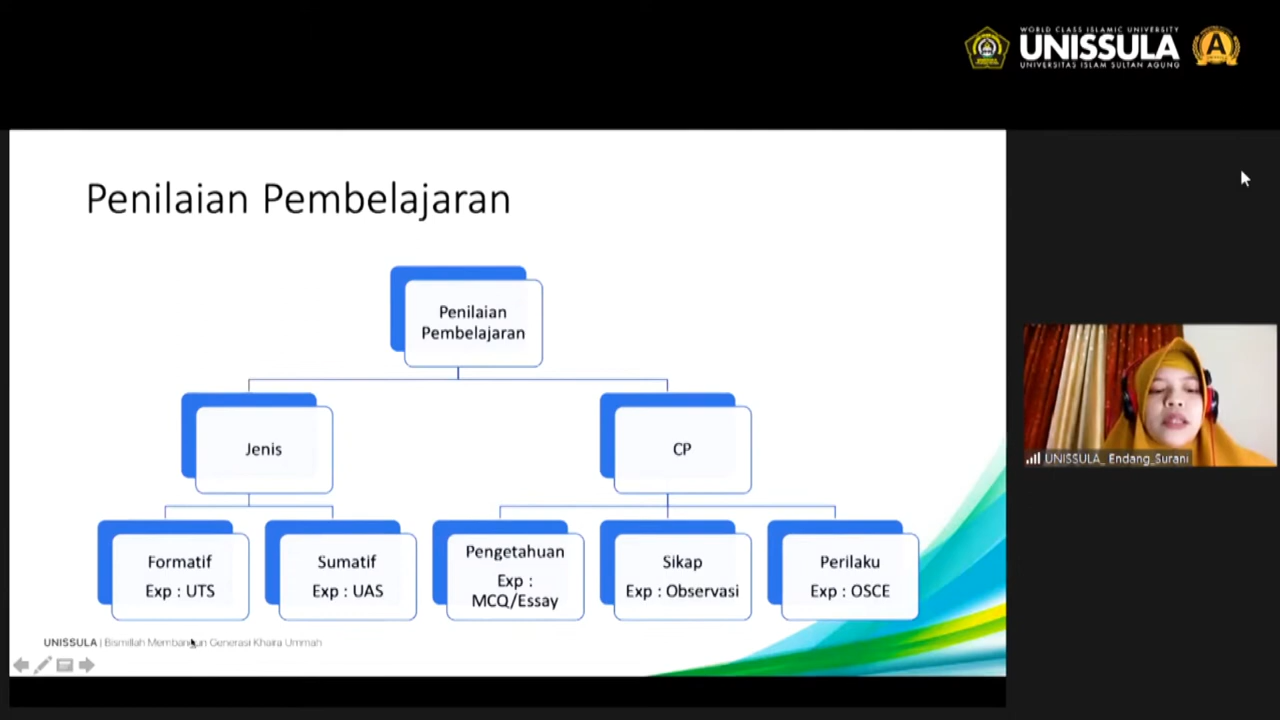 WORLD CLASS ISLAMIC UNIVERSITY
UNISSULA
UNIVERSITAS ISLAM SULTAN AGUNG
A
Penilaian Pembelajaran
Penilaian
Pembelajaran
Jenis
CP
Formatif
Exp : UTS
Sumatif
Exp : UAS
Pengetahuan
Exp :
MCQ/Essay
Sikap
Exp : Observasi
Perilaku
Exp : OSCE
UNISSULA_ Endang_Surani
UNISSULA | Bismillah Membangun Generasi Khaira Ummah